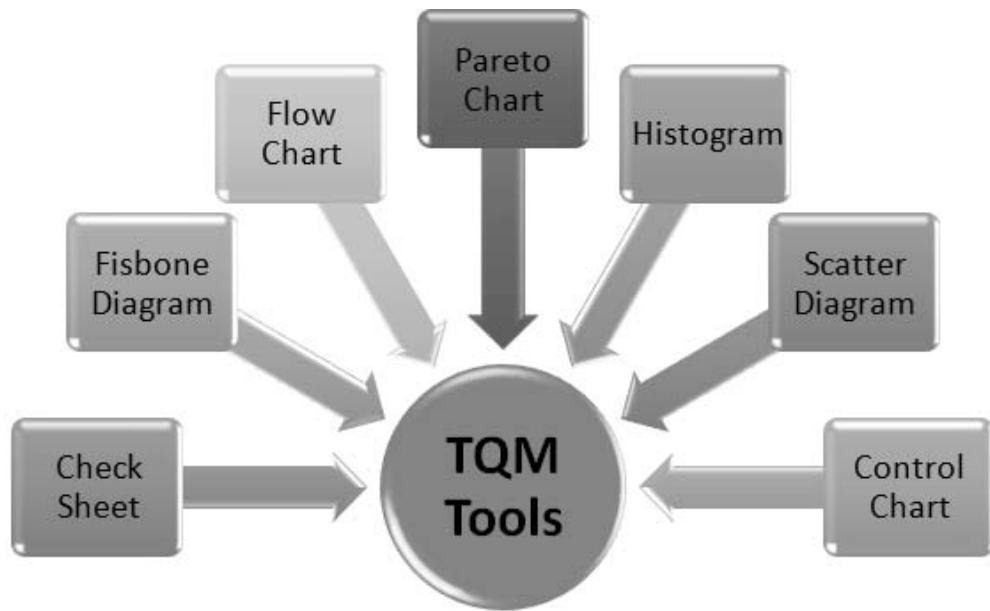 Pareto
Chart
Flow
Chart
Histogram
Fisbone
Diagram
Scatter
Diagram
Check
Sheet
TQM
Tools
Control
Chart